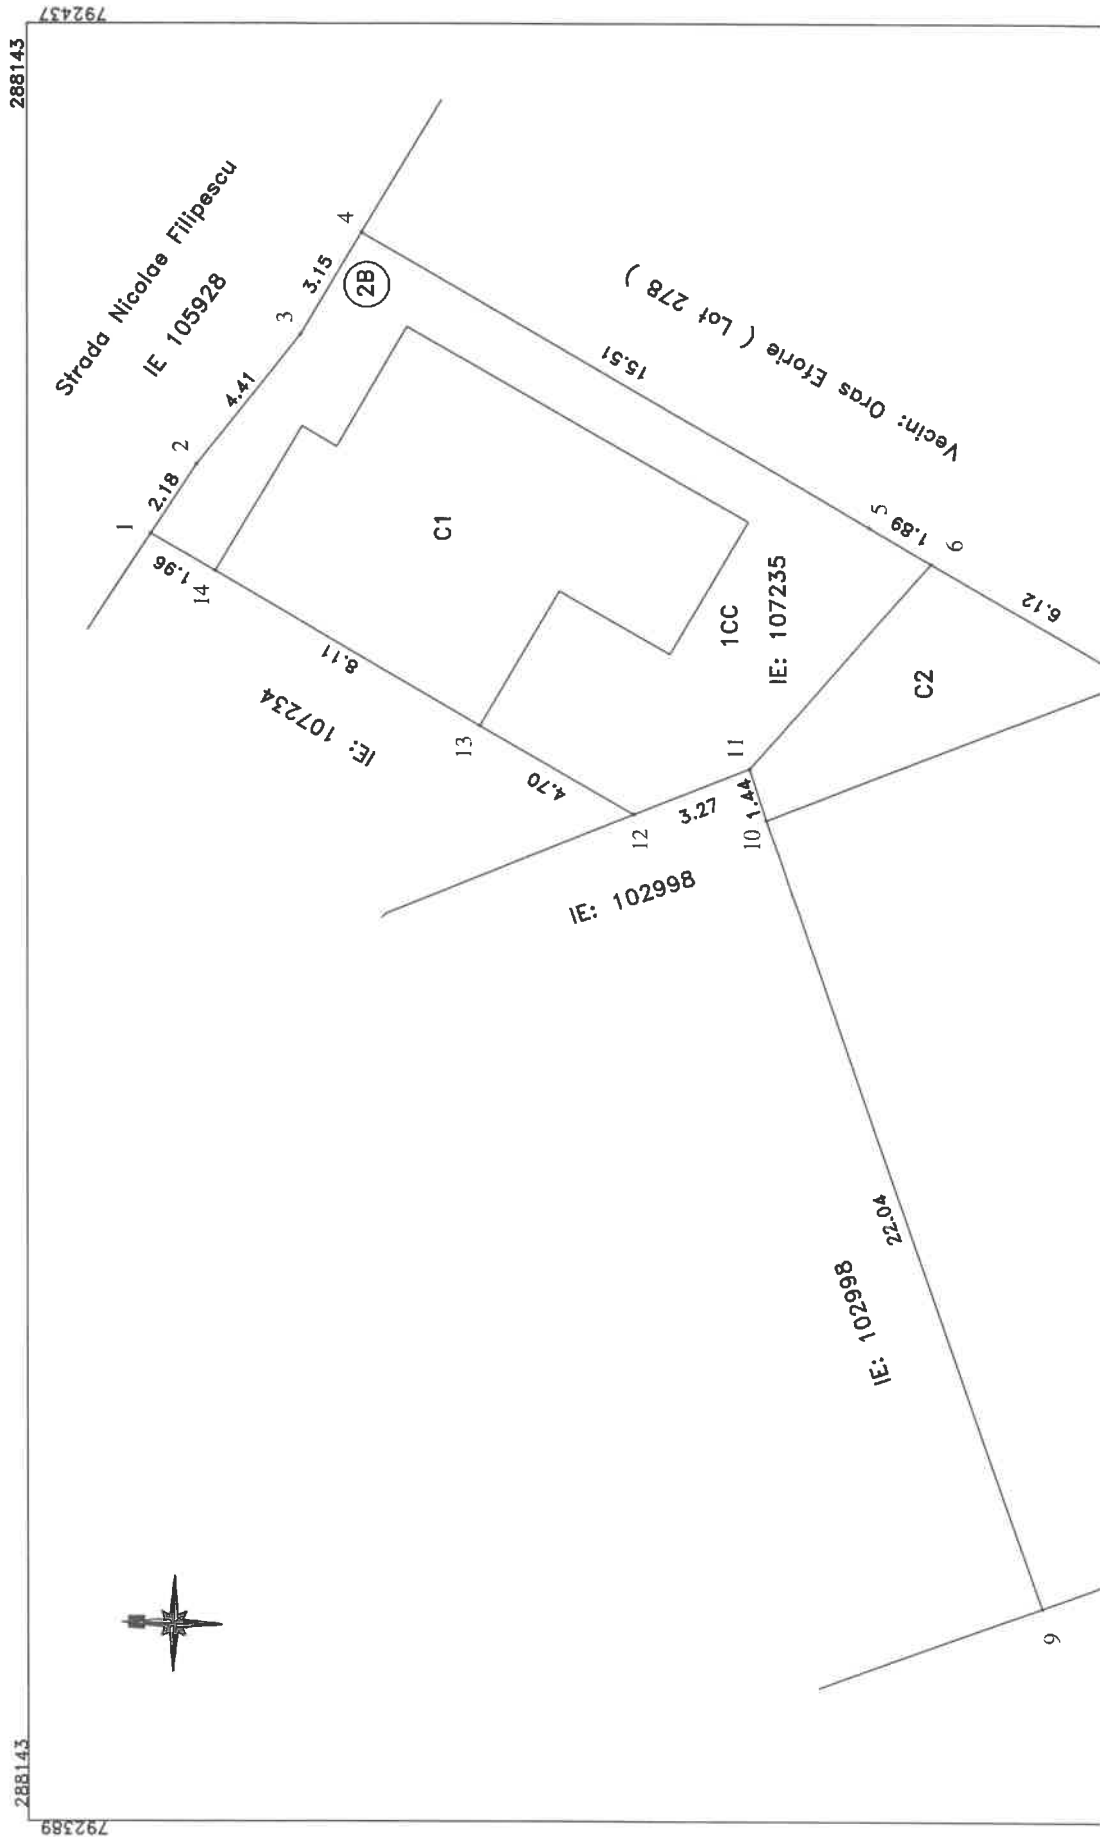 288143
288143
792389
792437
N
Strada Nicolae Filipescu
IE 105928
1
2.18
2
4.41
3
3.15
4
2B
1.96
14
8.11
IE: 107234
13
4.70
12
3.27
11
1.44
10
IE: 102998
C1
1CC
IE: 107235
15.51
Vecin: Oras Eforie ( Lot 278 )
5
1.89
6
6.12
C2
22.04
IE: 102998
9